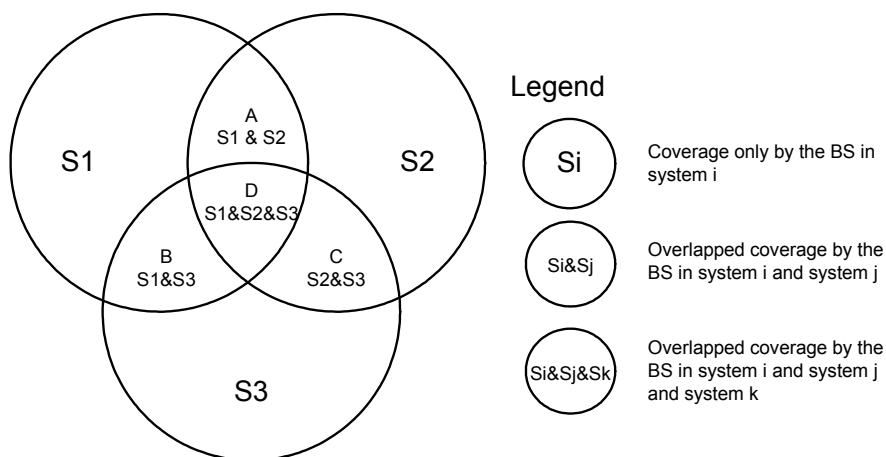 A
S1 & S2
S1
S2
D
S1&S2&S3
B
S1&S3
C
S2&S3
S3
Legend
Si
Coverage only by the BS in
system i
Si&Sj
Overlapped coverage by the
BS in system i and system j
Si&Sj&Sk
Overlapped coverage by the
BS in system i and system j
and system k